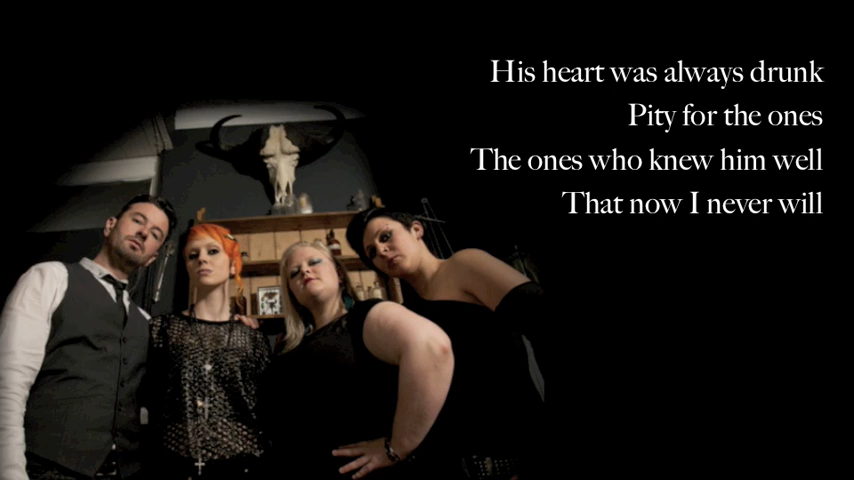 His heart was always drunk
Pity for the ones
The ones who knew him well
That now I never will